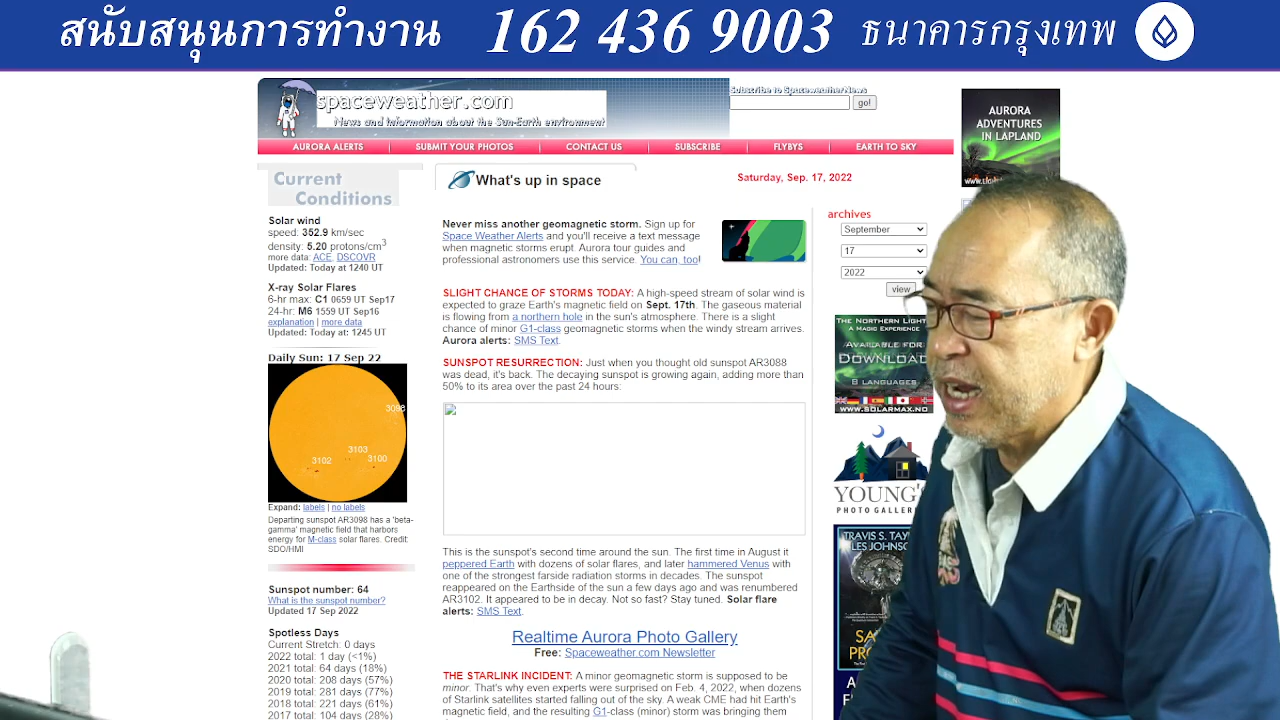 สนับสนุนการทำงาน 162 436 9003 ธนาคารกรุงเทพ
spaceweather.com
News and Information about the Sun-Earth environment
Subscribe to SpaceweatherNews
go!
AURORA ALERTS SUBMIT YOUR PHOTOS CONTACT US SUBSCRIBE FLYBYS EARTH TO SKY
Current
Conditions
Solar wind
speed: 352.9 km/sec
density: 5.20 protons/cm3
more data: ACE, DSCOVR
Updated: Today at 1240 UT
X-ray Solar Flares
6-hr max: C1 0659 UT Sep17
24-hr: M6 1559 UT Sep16
explanation | more data
Updated: Today at: 1245 UT
Daily Sun: 17 Sep 22
3098
3103
3102
3100
Expand: labels | no labels
Departing sunspot AR3098 has a 'beta-
gamma' magnetic field that harbors
energy for M-class solar flares. Credit:
SDO/HMI
Sunspot number: 64
What is the sunspot number?
Updated 17 Sep 2022
Spotless Days
Current Stretch: 0 days
2022 total: 1 day (<1%)
2021 total: 64 days (18%)
2020 total: 208 days (57%)
2019 total: 281 days (77%)
2018 total: 221 days (61%)
2017 total: 104 days (28%)
What's up in space
Saturday, Sep. 17, 2022
Never miss another geomagnetic storm. Sign up for
Space Weather Alerts and you'll receive a text message
when magnetic storms erupt. Aurora tour guides and
professional astronomers use this service. You can, too!
SLIGHT CHANCE OF STORMS TODAY: A high-speed stream of solar wind is
expected to graze Earth's magnetic field on Sept. 17th. The gaseous material
is flowing from a northern hole in the sun's atmosphere. There is a slight
chance of minor G1-class geomagnetic storms when the windy stream arrives.
Aurora alerts: SMS Text.
SUNSPOT RESURRECTION: Just when you thought old sunspot AR3088
was dead, it's back. The decaying sunspot is growing again, adding more than
50% to its area over the past 24 hours:
This is the sunspot's second time around the sun. The first time in August it
peppered Earth with dozens of solar flares, and later hammered Venus with
one of the strongest farside radiation storms in decades. The sunspot
reappeared on the Earthside of the sun a few days ago and was renumbered
AR3102. It appeared to be in decay. Not so fast? Stay tuned. Solar flare
alerts: SMS Text.
Realtime Aurora Photo Gallery
Free: Spaceweather.com Newsletter
THE STARLINK INCIDENT: A minor geomagnetic storm is supposed to be
minor. That's why even experts were surprised on Feb. 4, 2022, when dozens
of Starlink satellites started falling out of the sky. A weak CME had hit Earth's
magnetic field, and the resulting G1-class (minor) storm was bringing them
archives
September
17
2022
view
AURORA
ADVENTURES
IN LAPLAND
THE NORTHERN LIGHT
A MAGIC EXPERIENCE
AVAILABLE FOR
DOWNLOAD
8 LANGUAGES
WWW.SOLARMAX.NO
YOUNG'S
PHOTO GALLER
TRAVIS S. TAY
LES JOHNSO